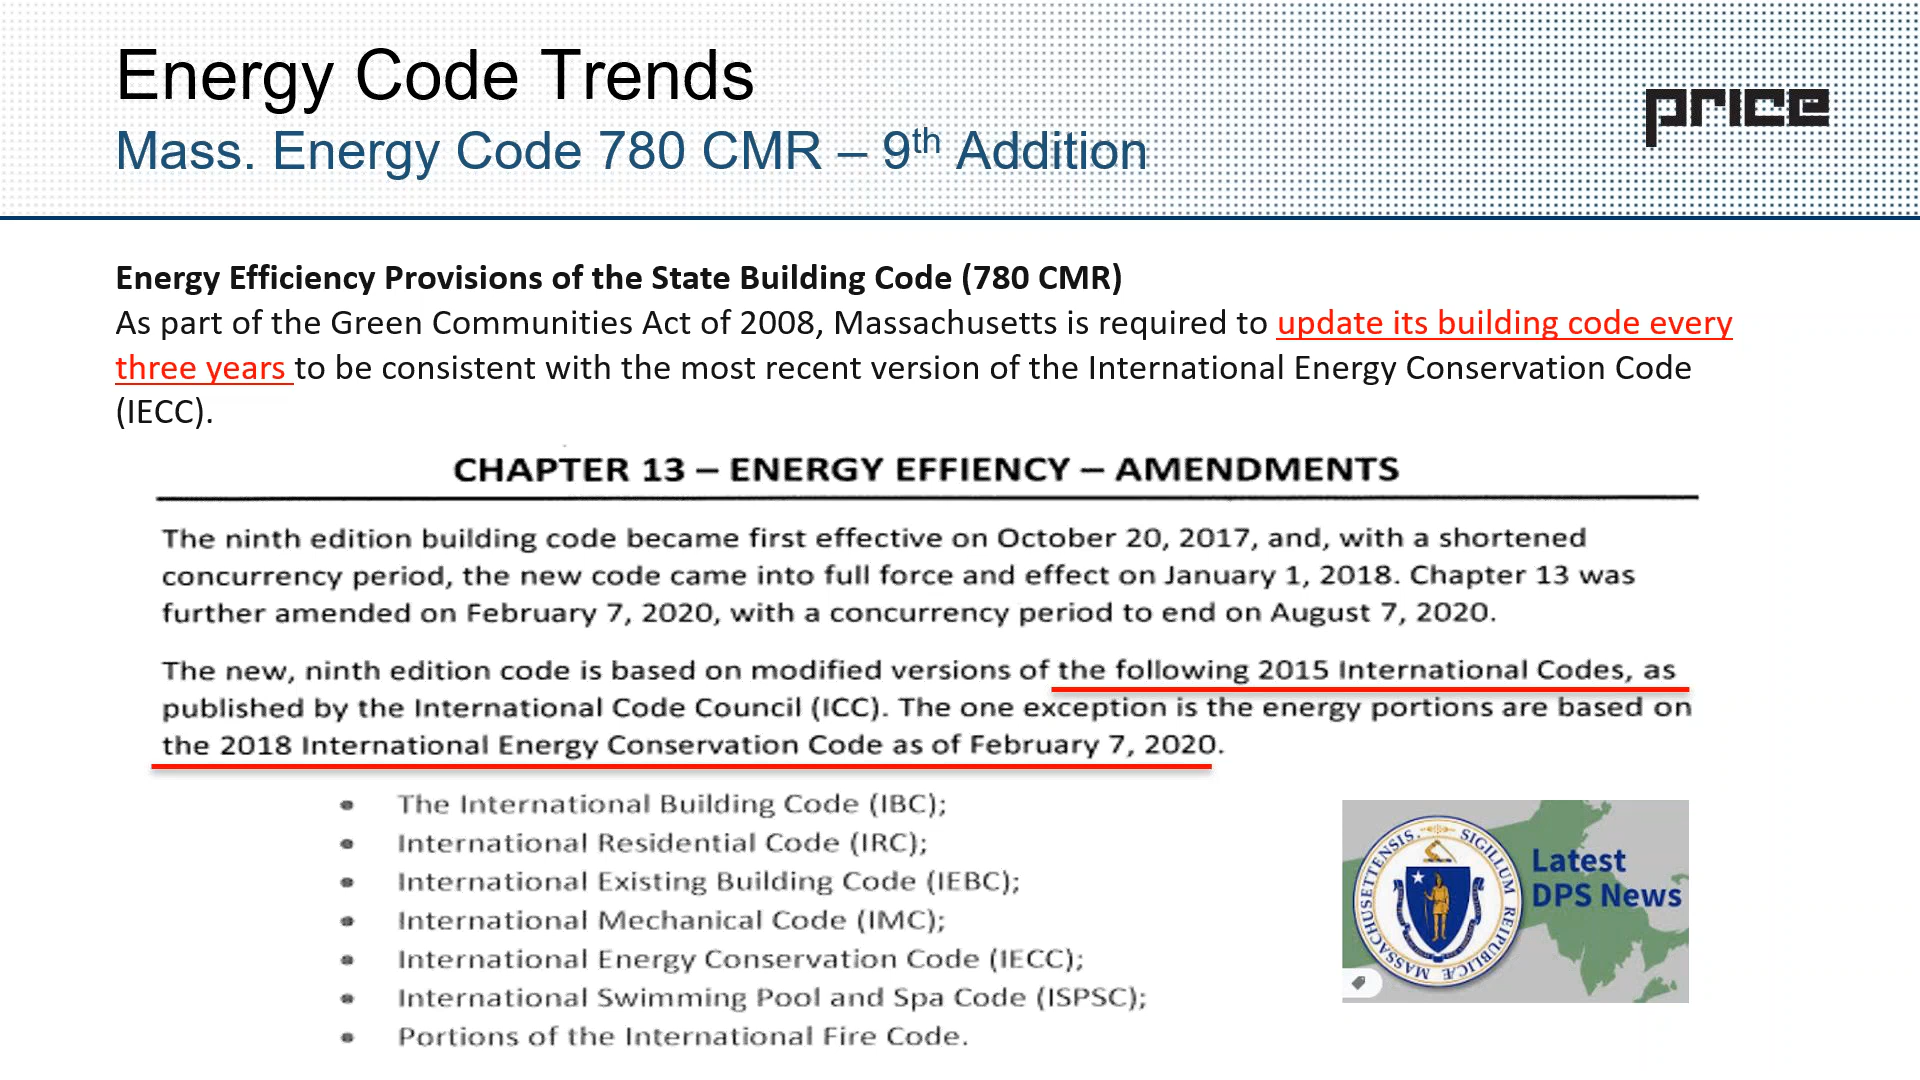 Energy Code Trends
Mass. Energy Code 780 CMR – 9th Addition
price
Energy Efficiency Provisions of the State Building Code (780 CMR)
As part of the Green Communities Act of 2008, Massachusetts is required to update its building code every
three years to be consistent with the most recent version of the International Energy Conservation Code
(IECC).
CHAPTER 13 – ENERGY EFFIENCY – AMENDMENTS
The ninth edition building code became first effective on October 20, 2017, and, with a shortened
concurrency period, the new code came into full force and effect on January 1, 2018. Chapter 13 was
further amended on February 7, 2020, with a concurrency period to end on August 7, 2020.
The new, ninth edition code is based on modified versions of the following 2015 International Codes, as
published by the International Code Council (ICC). The one exception is the energy portions are based on
the 2018 International Energy Conservation Code as of February 7, 2020.
• The International Building Code (IBC);
• International Residential Code (IRC);
• International Existing Building Code (IEBC);
• International Mechanical Code (IMC);
• International Energy Conservation Code (IECC);
• International Swimming Pool and Spa Code (ISPSC);
• Portions of the International Fire Code.
SIGILLUM REIPUBLICÆ MASSACHUSETTENSIS.
Latest
DPS News